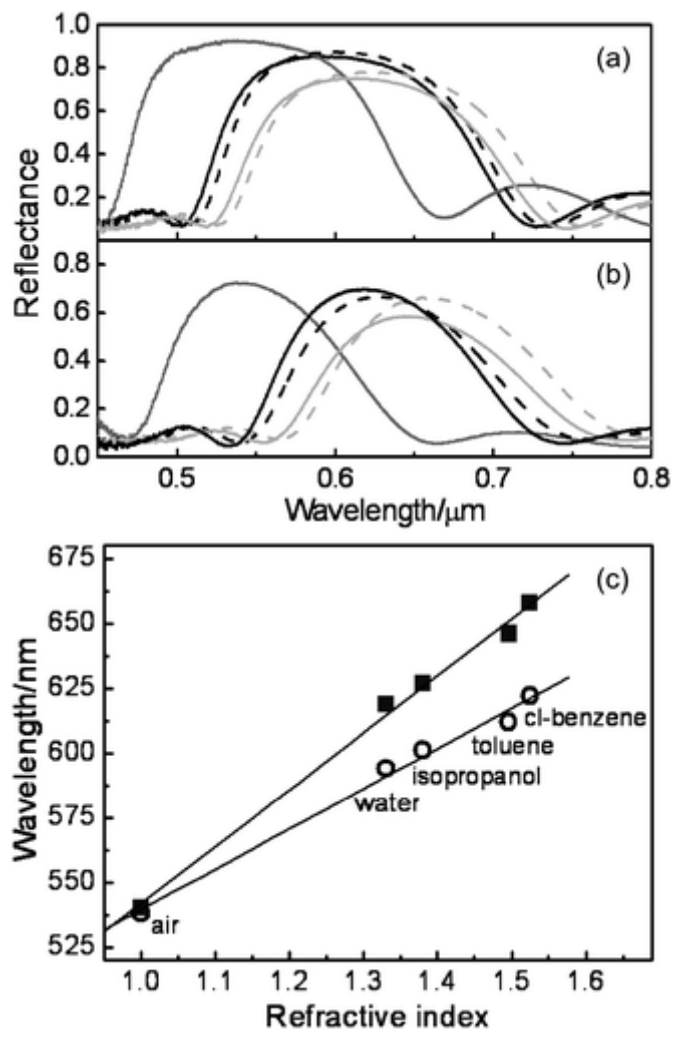 1.0
(a)
0.8
0.6
0.4
0.2
Reflectance
(b)
0.8
0.6
0.4
0.2
0.0
0.5 0.6 0.7 0.8
Wavelength/μm
675
(c)
650
625
cl-benzene
toluene
600
isopropanol
water
575
550
air
525
Wavelength/nm
1.0 1.1 1.2 1.3 1.4 1.5 1.6
Refractive index